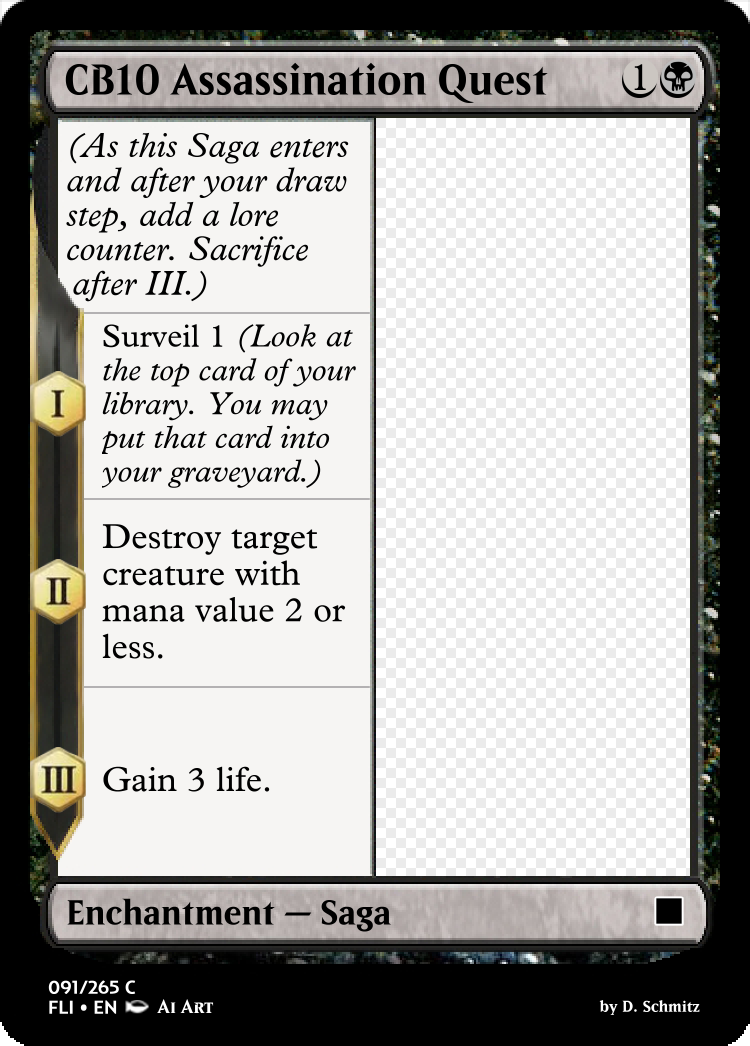 CB10 Assassination Quest 1
(As this Saga enters
and after your draw
step, add a lore
counter. Sacrifice
after III.)
I
Surveil 1 (Look at
the top card of your
library. You may
put that card into
your graveyard.)
II
Destroy target
creature with
mana value 2 or
less.
III
Gain 3 life.
Enchantment — Saga
091/265 C
FLI • EN AI ART
by D. Schmitz